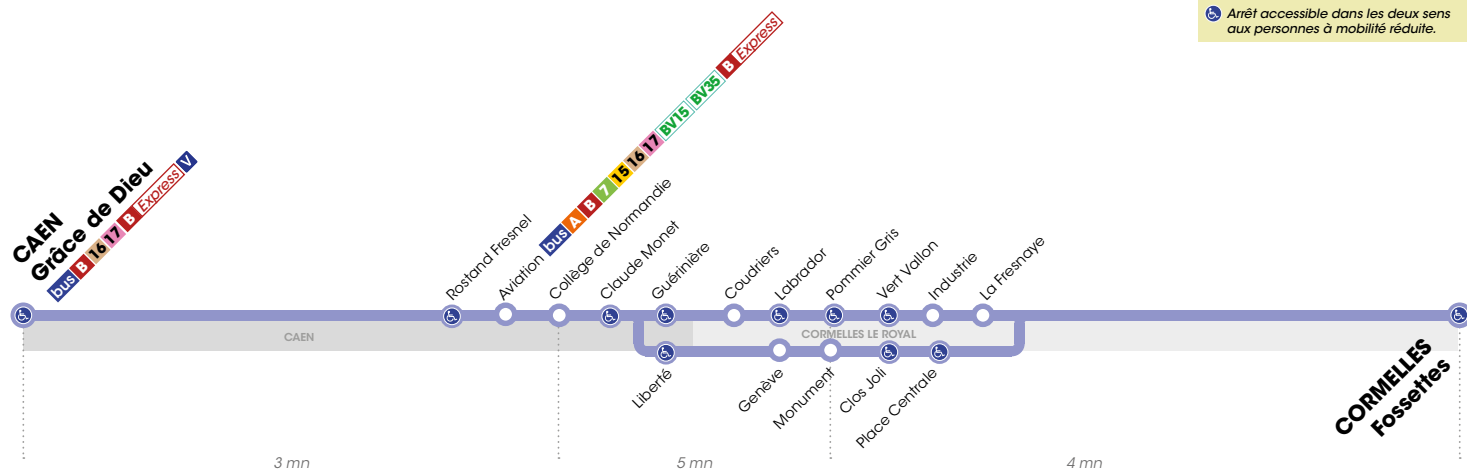 Arrêt accessible dans les deux sens
aux personnes à mobilité réduite.
CAEN
Grâce de Dieu
bus B 16 17 B Express V
Rostand Fresnel
Aviation bus A B 7 15 16 17 BV15 BV35 B Express
Collège de Normandie
Claude Monet
Guérinière
Coudriers
Labrador
Pommier Gris
Vert Vallon
Industrie
La Fresnaye
CAEN
CORMELLES LE ROYAL
Liberté
Genève
Monument
Clos Joli
Place Centrale
CORMELLES
Fossettes
3 mn
5 mn
4 mn